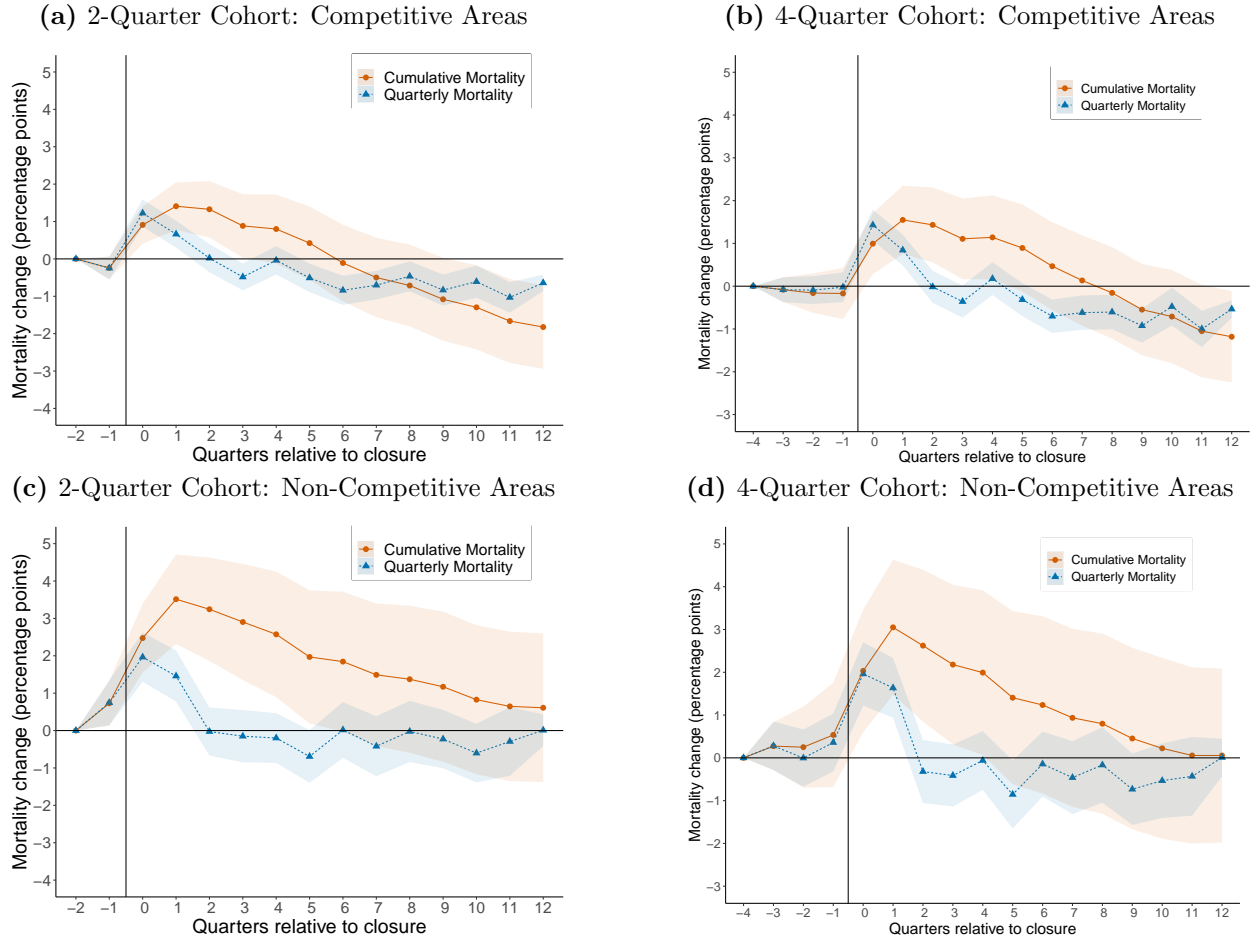 (a) 2-Quarter Cohort: Competitive Areas
Mortality change (percentage points)
5
4
3
2
1
0
−1
−2
−3
−4
Cumulative Mortality
Quarterly Mortality
−2 −1 0 1 2 3 4 5 6 7 8 9 10 11 12
Quarters relative to closure
(b) 4-Quarter Cohort: Competitive Areas
Mortality change (percentage points)
5
4
3
2
1
0
−1
−2
−3
Cumulative Mortality
Quarterly Mortality
−4 −3 −2 −1 0 1 2 3 4 5 6 7 8 9 10 11 12
Quarters relative to closure
(c) 2-Quarter Cohort: Non-Competitive Areas
Mortality change (percentage points)
5
4
3
2
1
0
−1
−2
−3
−4
Cumulative Mortality
Quarterly Mortality
−2 −1 0 1 2 3 4 5 6 7 8 9 10 11 12
Quarters relative to closure
(d) 4-Quarter Cohort: Non-Competitive Areas
Mortality change (percentage points)
5
4
3
2
1
0
−1
−2
−3
Cumulative Mortality
Quarterly Mortality
−4 −3 −2 −1 0 1 2 3 4 5 6 7 8 9 10 11 12
Quarters relative to closure